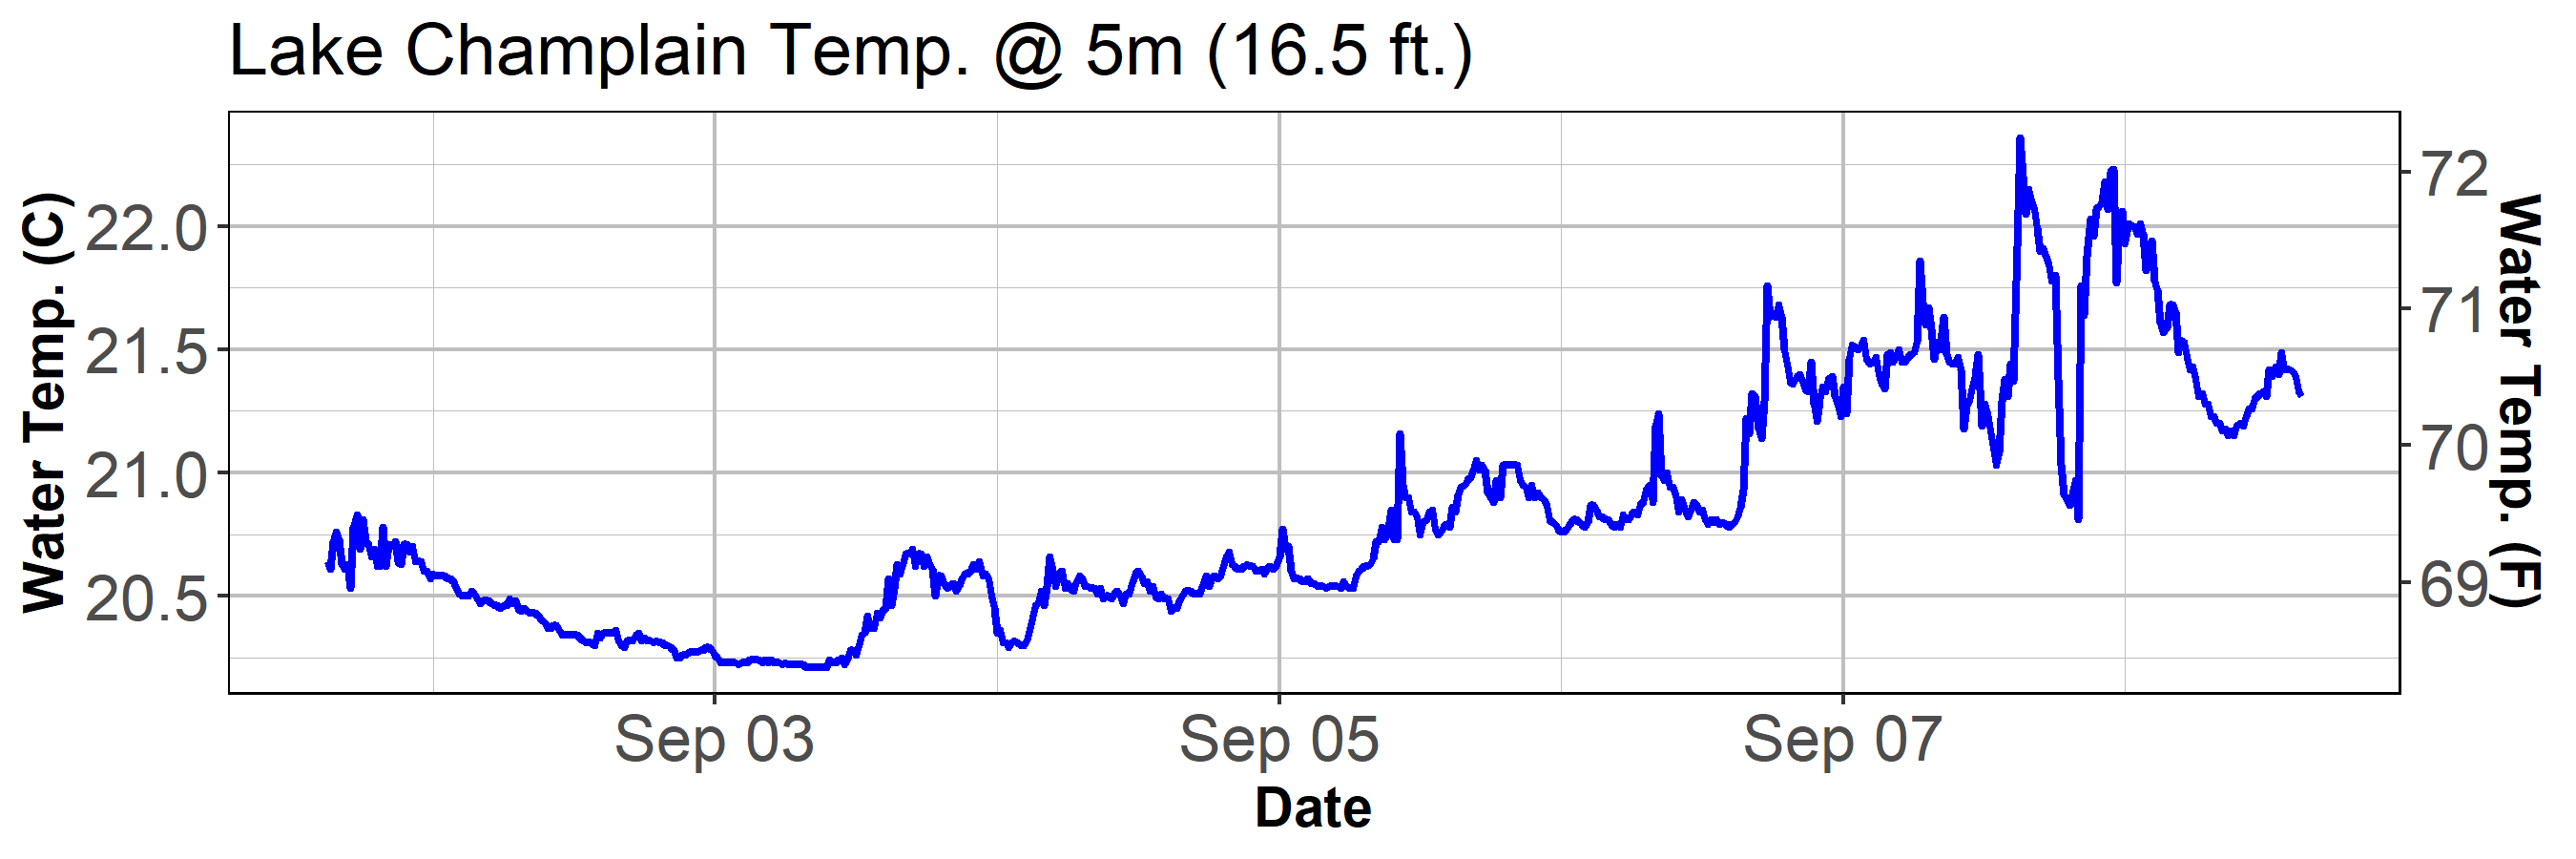 Lake Champlain Temp. @ 5m (16.5 ft.)
Water Temp. (C)
22.0
21.5
21.0
20.5
72
71
70
69
Water Temp. (F)
Sep 03 Sep 05 Sep 07
Date